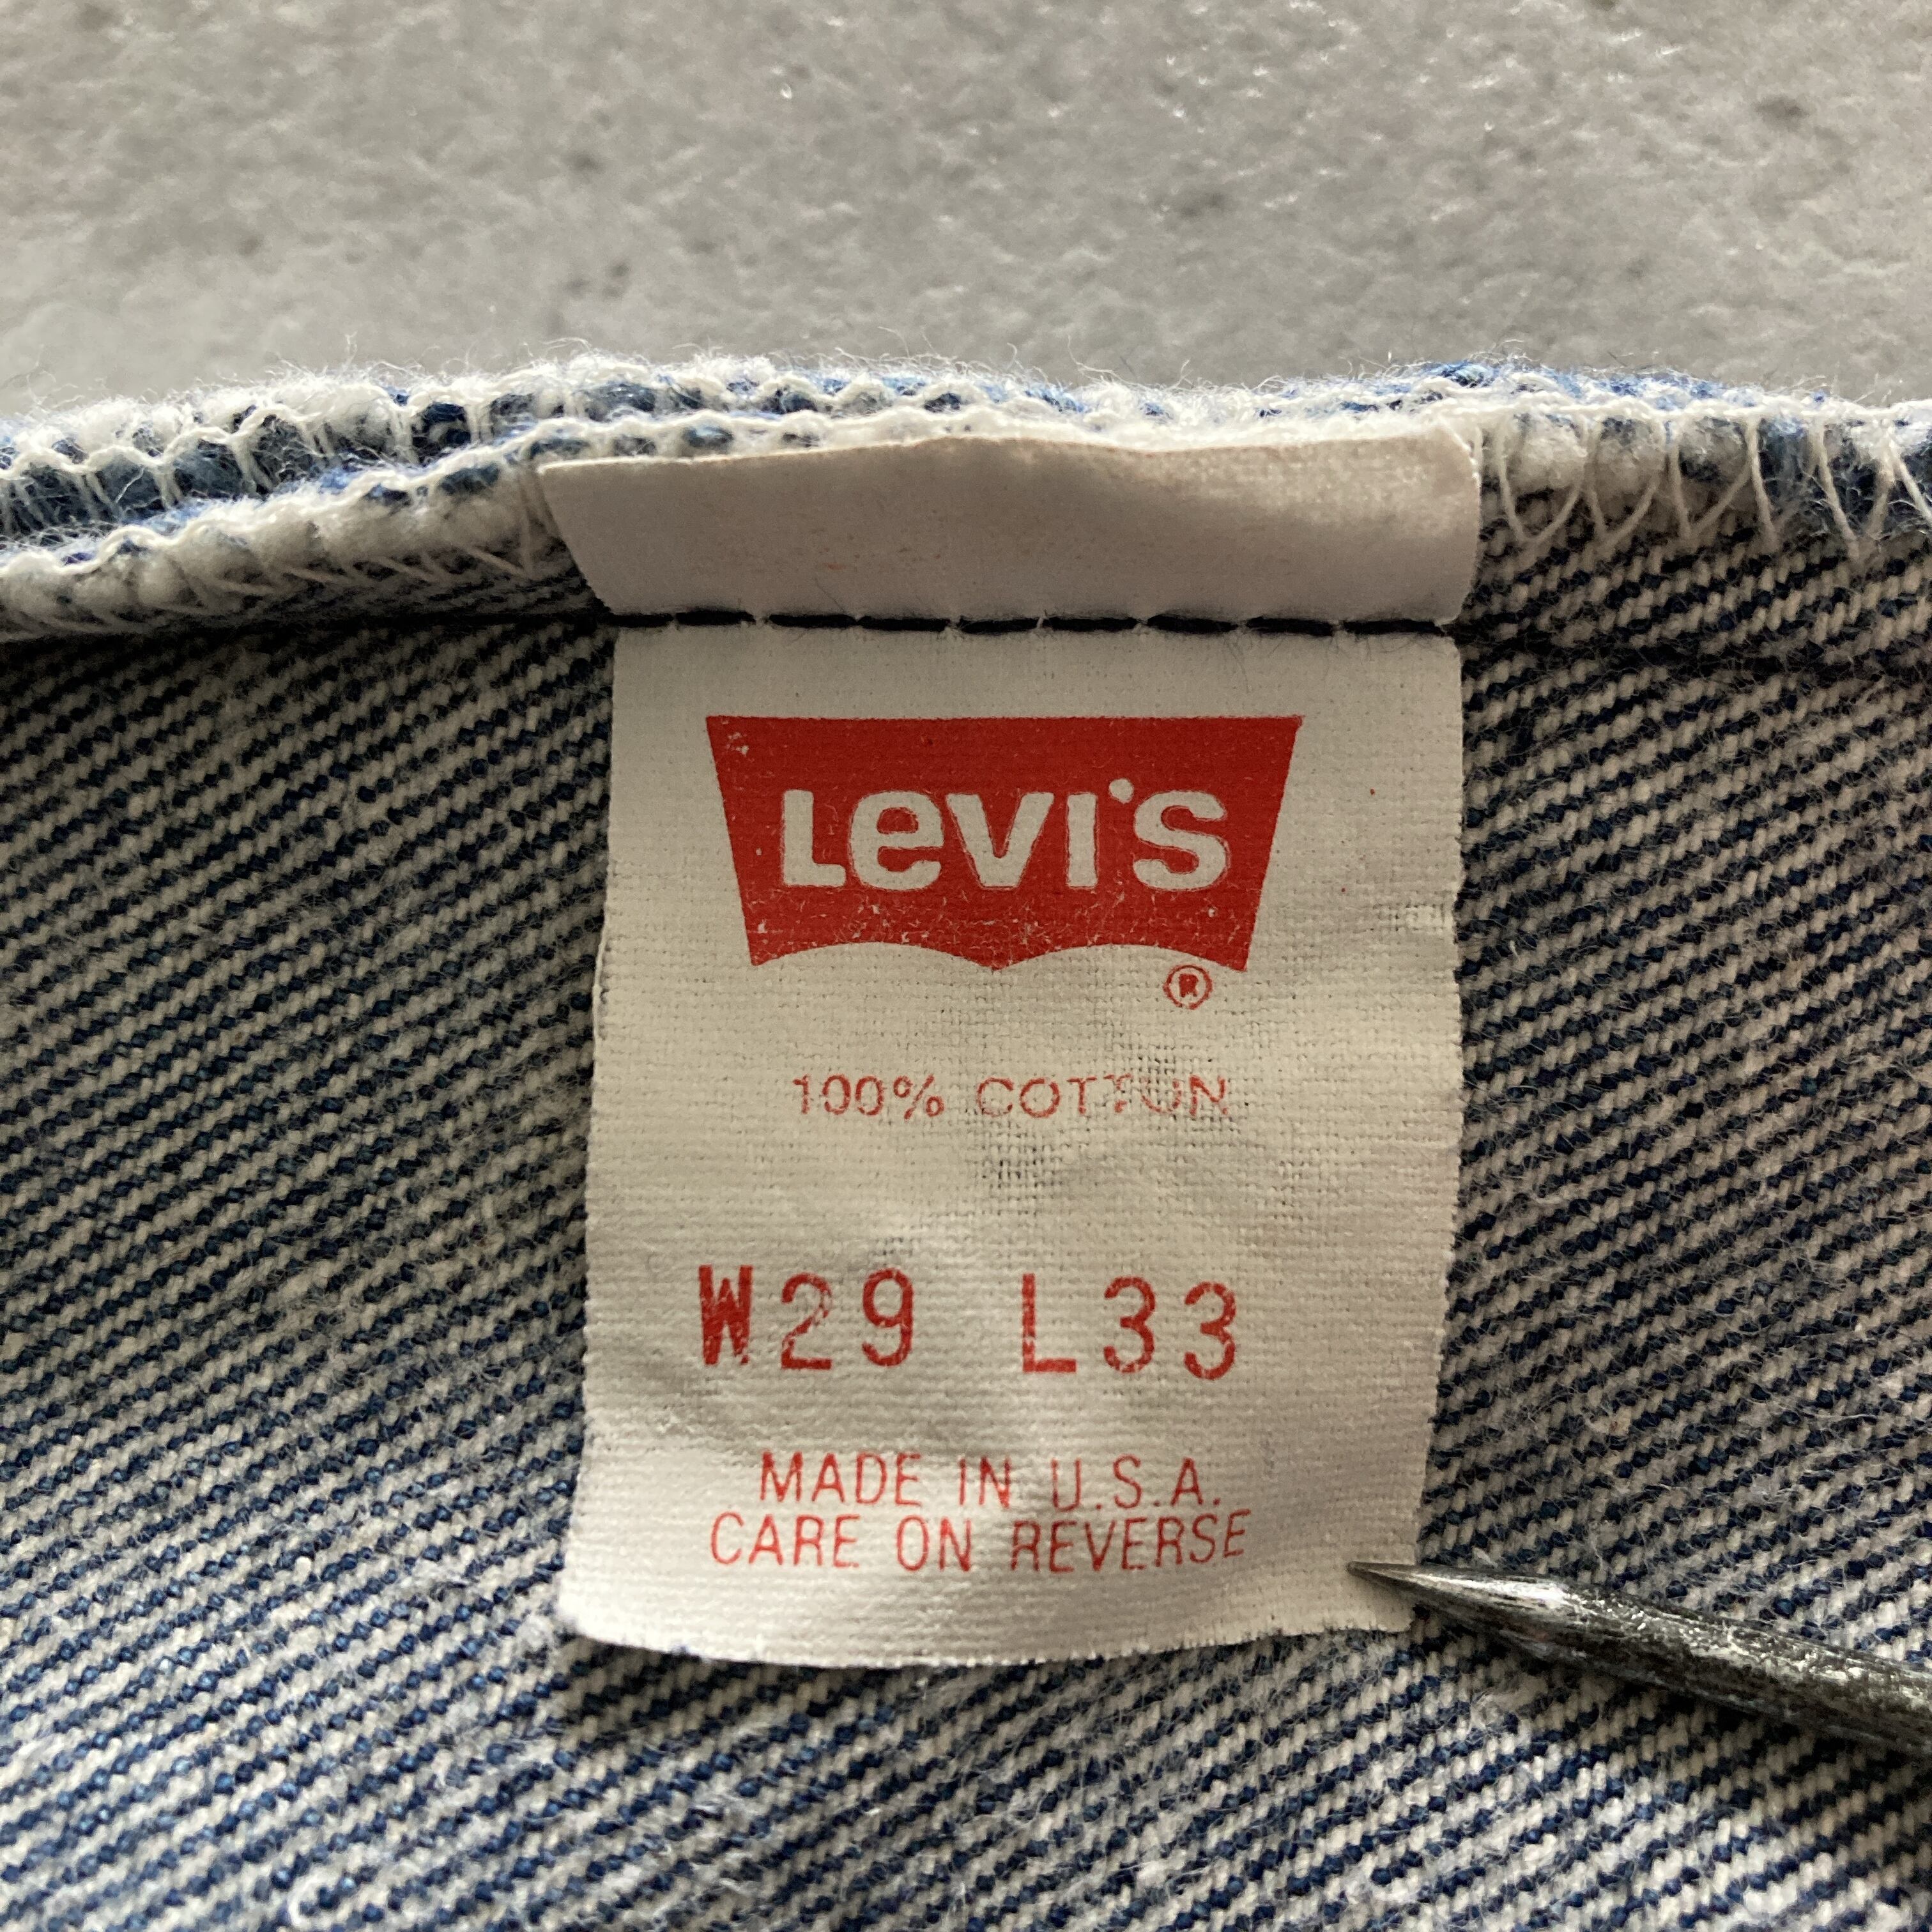 Levi's
®
100% COTTON
W29 L33
MADE IN U.S.A.
CARE ON REVERSE